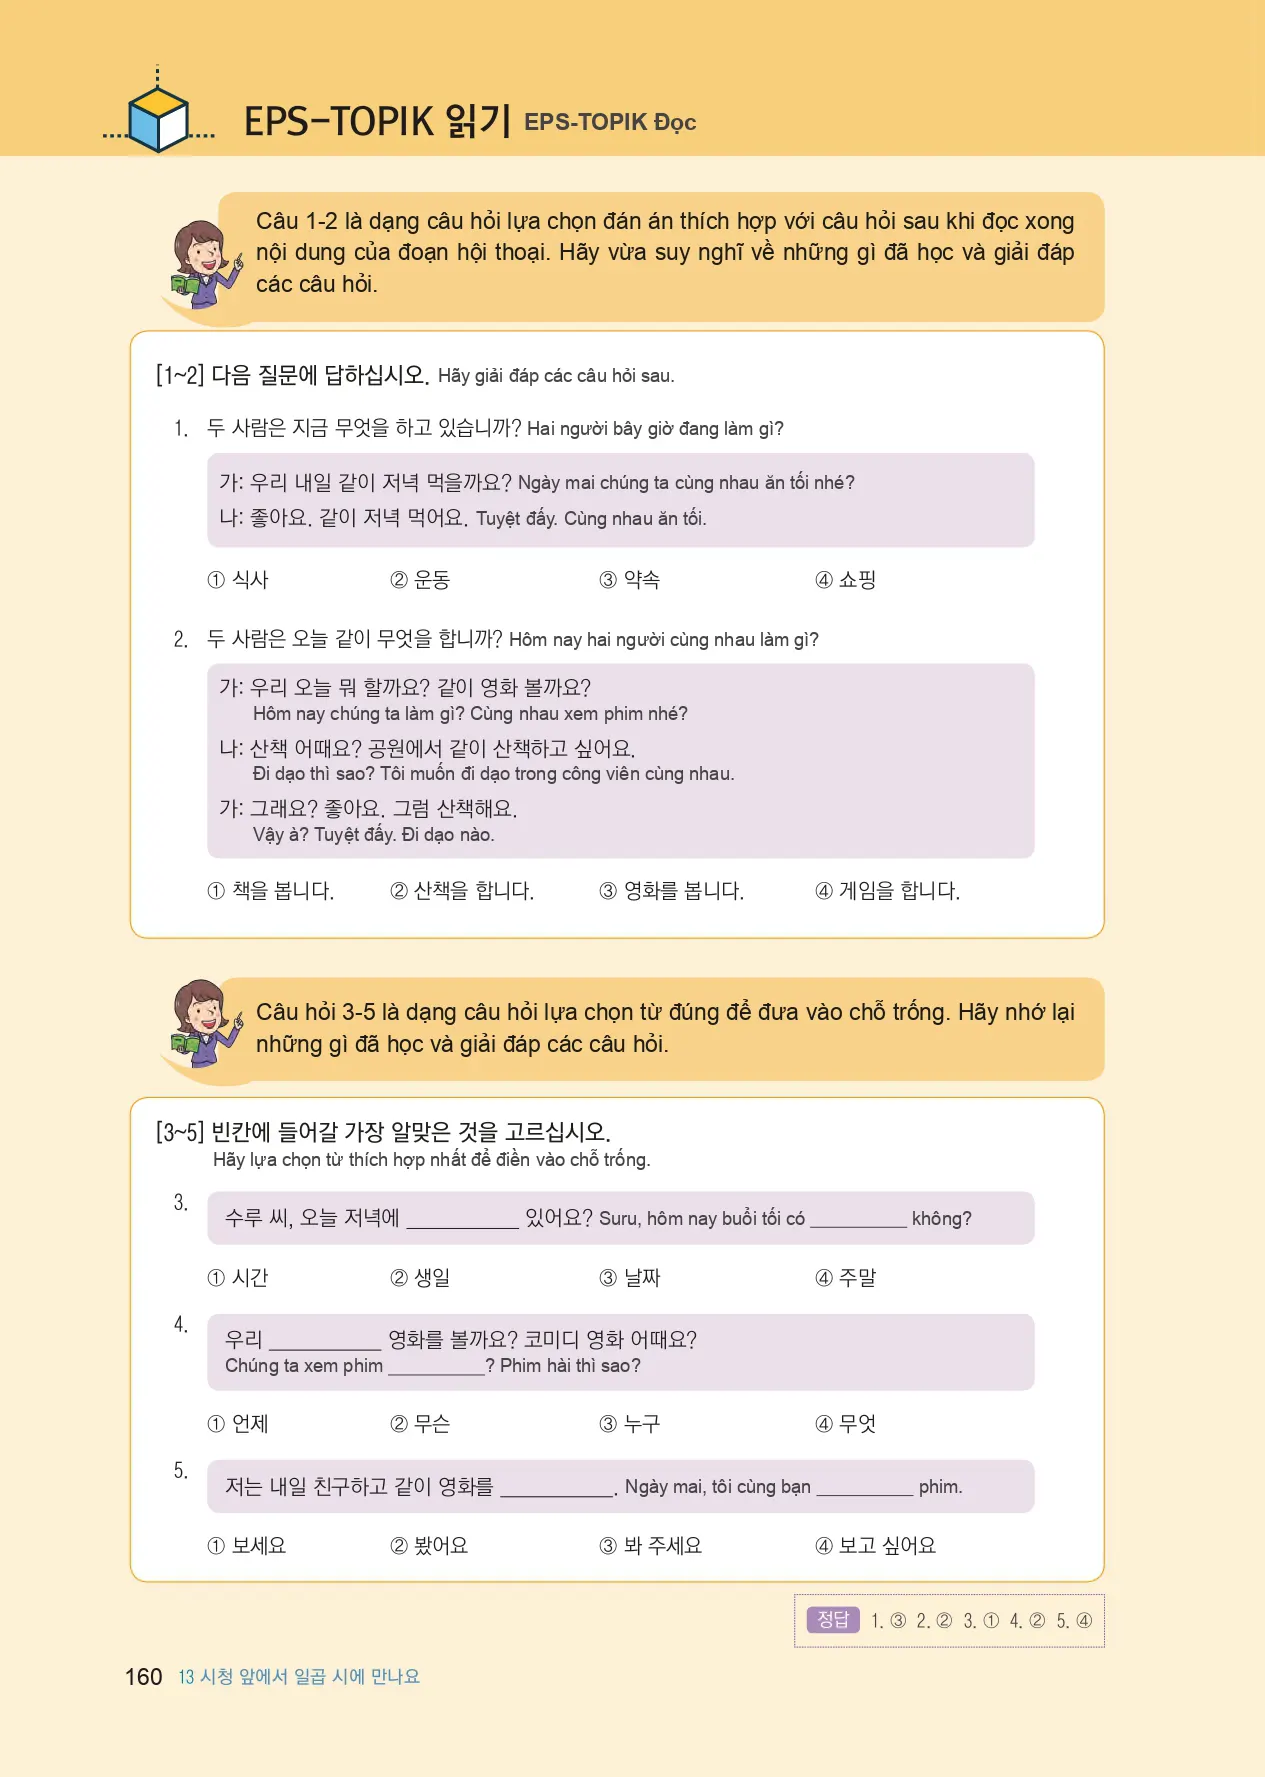 EPS-TOPIK 읽기 EPS-TOPIK Đọc
Câu 1-2 là dạng câu hỏi lựa chọn đán án thích hợp với câu hỏi sau khi đọc xong
nội dung của đoạn hội thoại. Hãy vừa suy nghĩ về những gì đã học và giải đáp
các câu hỏi.
[1~2] 다음 질문에 답하십시오. Hãy giải đáp các câu hỏi sau.
1. 두 사람은 지금 무엇을 하고 있습니까? Hai người bây giờ đang làm gì?
가: 우리 내일 같이 저녁 먹을까요? Ngày mai chúng ta cùng nhau ăn tối nhé?
나: 좋아요. 같이 저녁 먹어요. Tuyệt đấy. Cùng nhau ăn tối.
① 식사 ② 운동 ③ 약속 ④ 쇼핑
2. 두 사람은 오늘 같이 무엇을 합니까? Hôm nay hai người cùng nhau làm gì?
가: 우리 오늘 뭐 할까요? 같이 영화 볼까요?
Hôm nay chúng ta làm gì? Cùng nhau xem phim nhé?
나: 산책 어때요? 공원에서 같이 산책하고 싶어요.
Đi dạo thì sao? Tôi muốn đi dạo trong công viên cùng nhau.
가: 그래요? 좋아요. 그럼 산책해요.
Vậy à? Tuyệt đấy. Đi dạo nào.
① 책을 봅니다. ② 산책을 합니다. ③ 영화를 봅니다. ④ 게임을 합니다.
Câu hỏi 3-5 là dạng câu hỏi lựa chọn từ đúng để đưa vào chỗ trống. Hãy nhớ lại
những gì đã học và giải đáp các câu hỏi.
[3~5] 빈칸에 들어갈 가장 알맞은 것을 고르십시오.
Hãy lựa chọn từ thích hợp nhất để điền vào chỗ trống.
3. 수루 씨, 오늘 저녁에 __________ 있어요? Suru, hôm nay buổi tối có __________ không?
① 시간 ② 생일 ③ 날짜 ④ 주말
4. 우리 __________ 영화를 볼까요? 코미디 영화 어때요?
Chúng ta xem phim __________? Phim hài thì sao?
① 언제 ② 무슨 ③ 누구 ④ 무엇
5. 저는 내일 친구하고 같이 영화를 __________. Ngày mai, tôi cùng bạn __________ phim.
① 보세요 ② 봤어요 ③ 봐 주세요 ④ 보고 싶어요
정답 1. ③ 2. ② 3. ① 4. ② 5. ④
160 13 시청 앞에서 일곱 시에 만나요